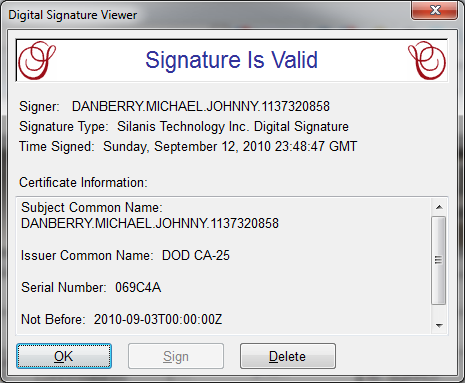 Digital Signature Viewer
Signature Is Valid
Signer: DANBERRY.MICHAEL.JOHNNY.1137320858
Signature Type: Silanis Technology Inc. Digital Signature
Time Signed: Sunday, September 12, 2010 23:48:47 GMT
Certificate Information:
Subject Common Name:
DANBERRY.MICHAEL.JOHNNY.1137320858
Issuer Common Name: DOD CA-25
Serial Number: 069C4A
Not Before: 2010-09-03T00:00:00Z
OK Sign Delete